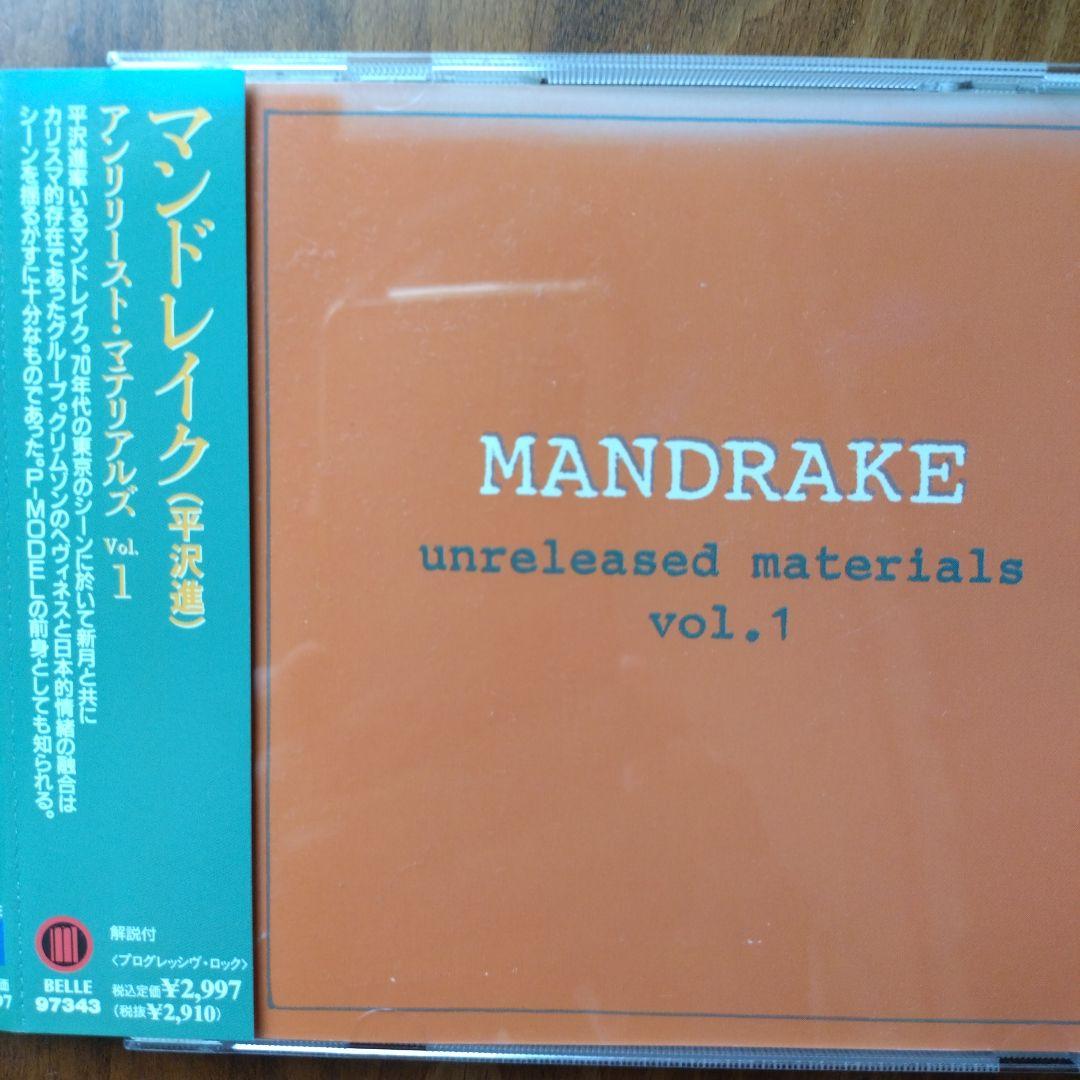 マンドレイク(平沢進)
アンリリースト・マテリアルズ Vol. 1
平沢進率いるマンドレイク。70年代の東京のシーンに於いて新月と共に
カリスマ的存在であったグループ。クリムゾンのヘヴィネスと日本的情緒の融合は
シーンを揺るがすに十分なものであった。P-MODELの前身としても知られる。
解説付
〈プログレッシヴ・ロック〉
BELLE
97343
税込定価¥2,997
(税抜¥2,910)
MANDRAKE
unreleased materials
vol.1